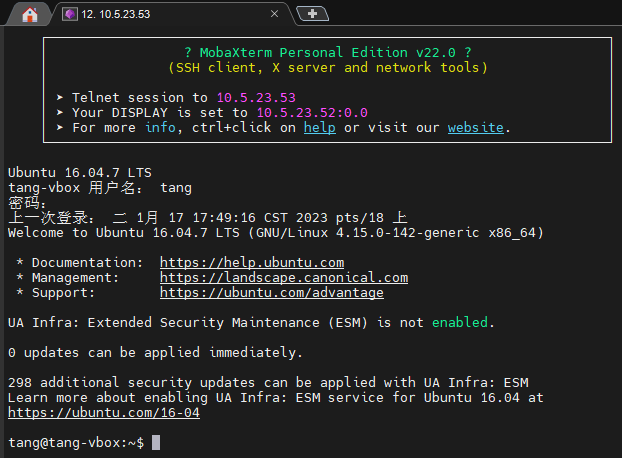 12. 10.5.23.53
? MobaXterm Personal Edition v22.0 ?
(SSH client, X server and network tools)
➤ Telnet session to 10.5.23.53
➤ Your DISPLAY is set to 10.5.23.52:0.0
➤ For more info, ctrl+click on help or visit our website.
Ubuntu 16.04.7 LTS
tang-vbox 用户名： tang
密码：
上一次登录： 二 1月 17 17:49:16 CST 2023 pts/18 上
Welcome to Ubuntu 16.04.7 LTS (GNU/Linux 4.15.0-142-generic x86_64)
* Documentation: https://help.ubuntu.com
* Management: https://landscape.canonical.com
* Support: https://ubuntu.com/advantage
UA Infra: Extended Security Maintenance (ESM) is not enabled.
0 updates can be applied immediately.
298 additional security updates can be applied with UA Infra: ESM
Learn more about enabling UA Infra: ESM service for Ubuntu 16.04 at
https://ubuntu.com/16-04
tang@tang-vbox:~$